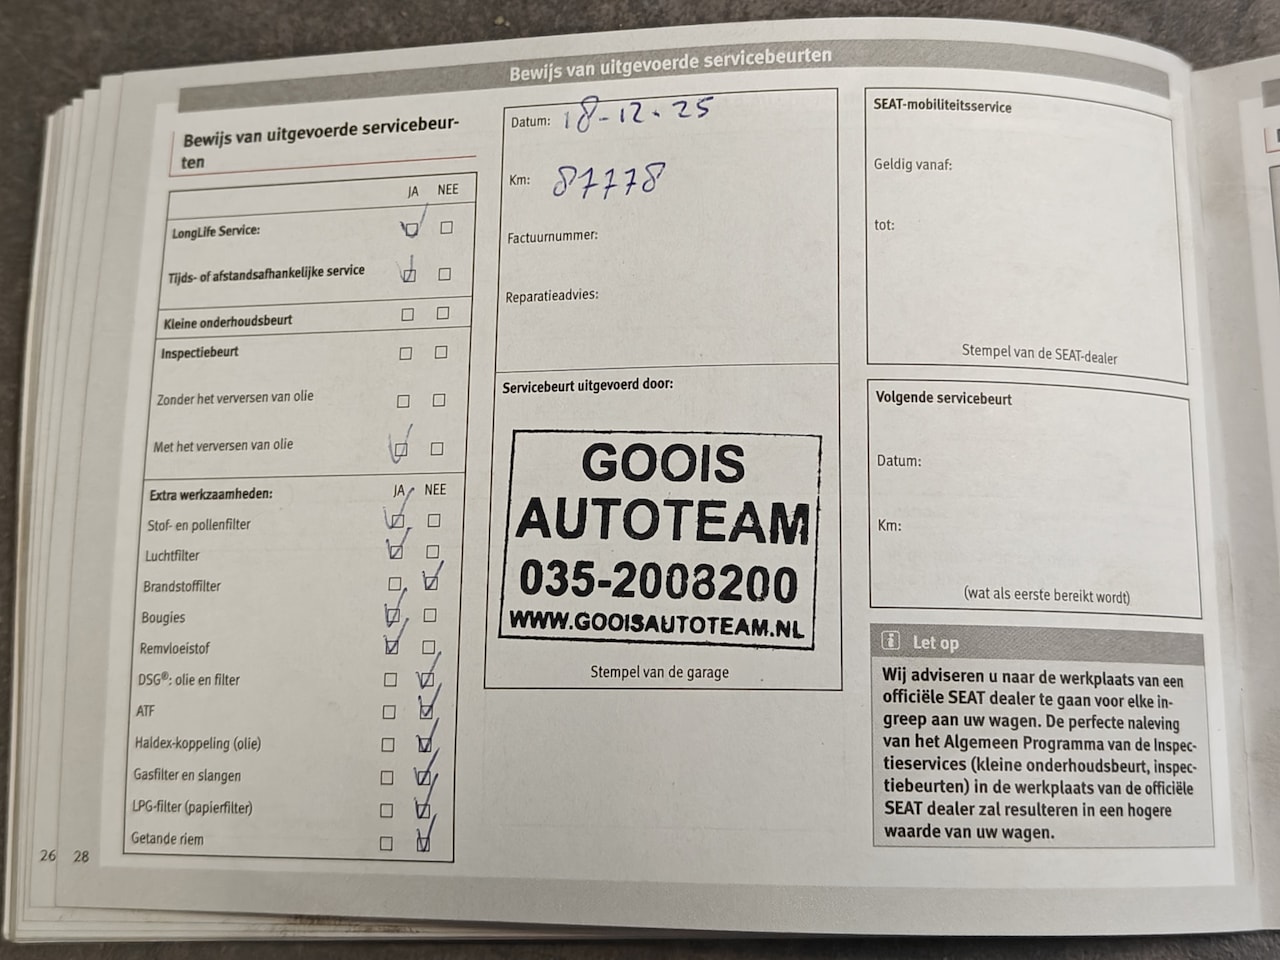 Bewijs van uitgevoerde servicebeurten
Bewijs van uitgevoerde servicebeur-
ten
JA NEE
LongLife Service:
Tijds- of afstandsafhankelijke service
Kleine onderhoudsbeurt
Inspectiebeurt
Zonder het verversen van olie
Met het verversen van olie
Extra werkzaamheden: JA NEE
Stof- en pollenfilter
Luchtfilter
Brandstoffilter
Bougies
Remvloeistof
DSG®: olie en filter
ATF
Haldex-koppeling (olie)
Gasfilter en slangen
LPG-filter (papierfilter)
Getande riem
26 28
Datum: 18-12-25
Km: 87778
Factuurnummer:
Reparatieadvies:
Servicebeurt uitgevoerd door:
GOOIS
AUTOTEAM
035-2008200
WWW.GOOISAUTOTEAM.NL
Stempel van de garage
SEAT-mobiliteitsservice
Geldig vanaf:
tot:
Stempel van de SEAT-dealer
Volgende servicebeurt
Datum:
Km:
(wat als eerste bereikt wordt)
i Let op
Wij adviseren u naar de werkplaats van een
officiële SEAT dealer te gaan voor elke in-
greep aan uw wagen. De perfecte naleving
van het Algemeen Programma van de Inspec-
tieservices (kleine onderhoudsbeurt, inspec-
tiebeurten) in de werkplaats van de officiële
SEAT dealer zal resulteren in een hogere
waarde van uw wagen.